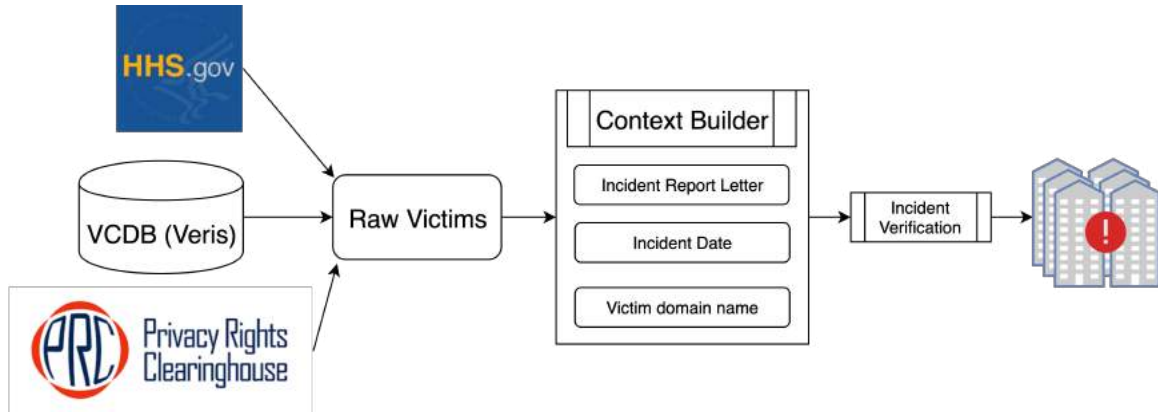 HHS.gov
VCDB (Veris)
PRC
Privacy Rights
Clearinghouse
Raw Victims
Context Builder
Incident Report Letter
Incident Date
Victim domain name
Incident
Verification
!